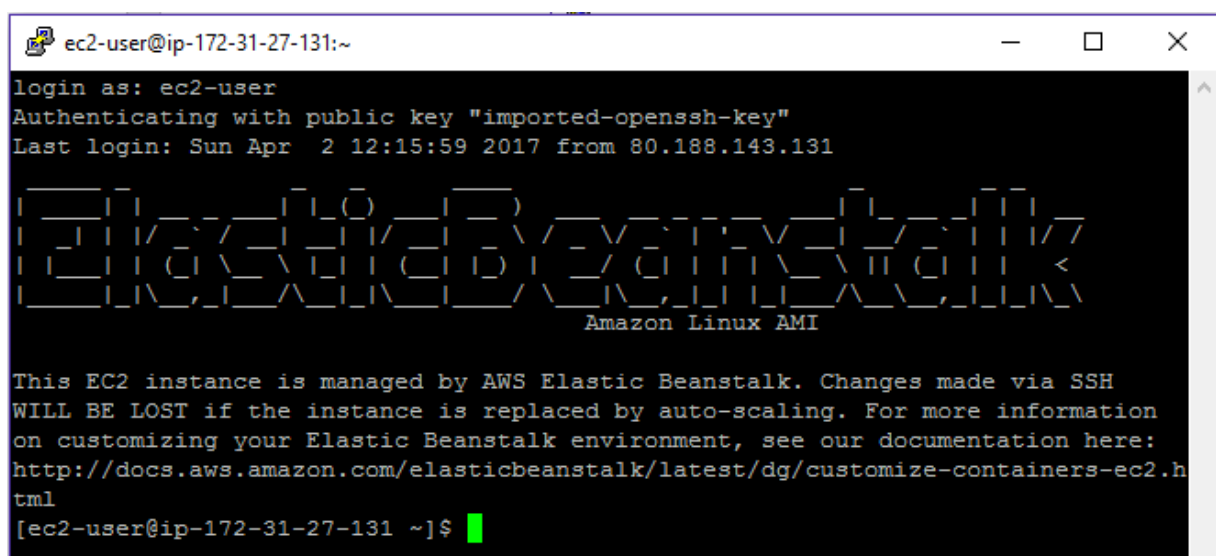 ec2-user@ip-172-31-27-131:~
login as: ec2-user
Authenticating with public key "imported-openssh-key"
Last login: Sun Apr  2 12:15:59 2017 from 80.188.143.131
ElasticBeanstalk
Amazon Linux AMI
This EC2 instance is managed by AWS Elastic Beanstalk. Changes made via SSH
WILL BE LOST if the instance is replaced by auto-scaling. For more information
on customizing your Elastic Beanstalk environment, see our documentation here:
http://docs.aws.amazon.com/elasticbeanstalk/latest/dg/customize-containers-ec2.h
tml
[ec2-user@ip-172-31-27-131 ~]$